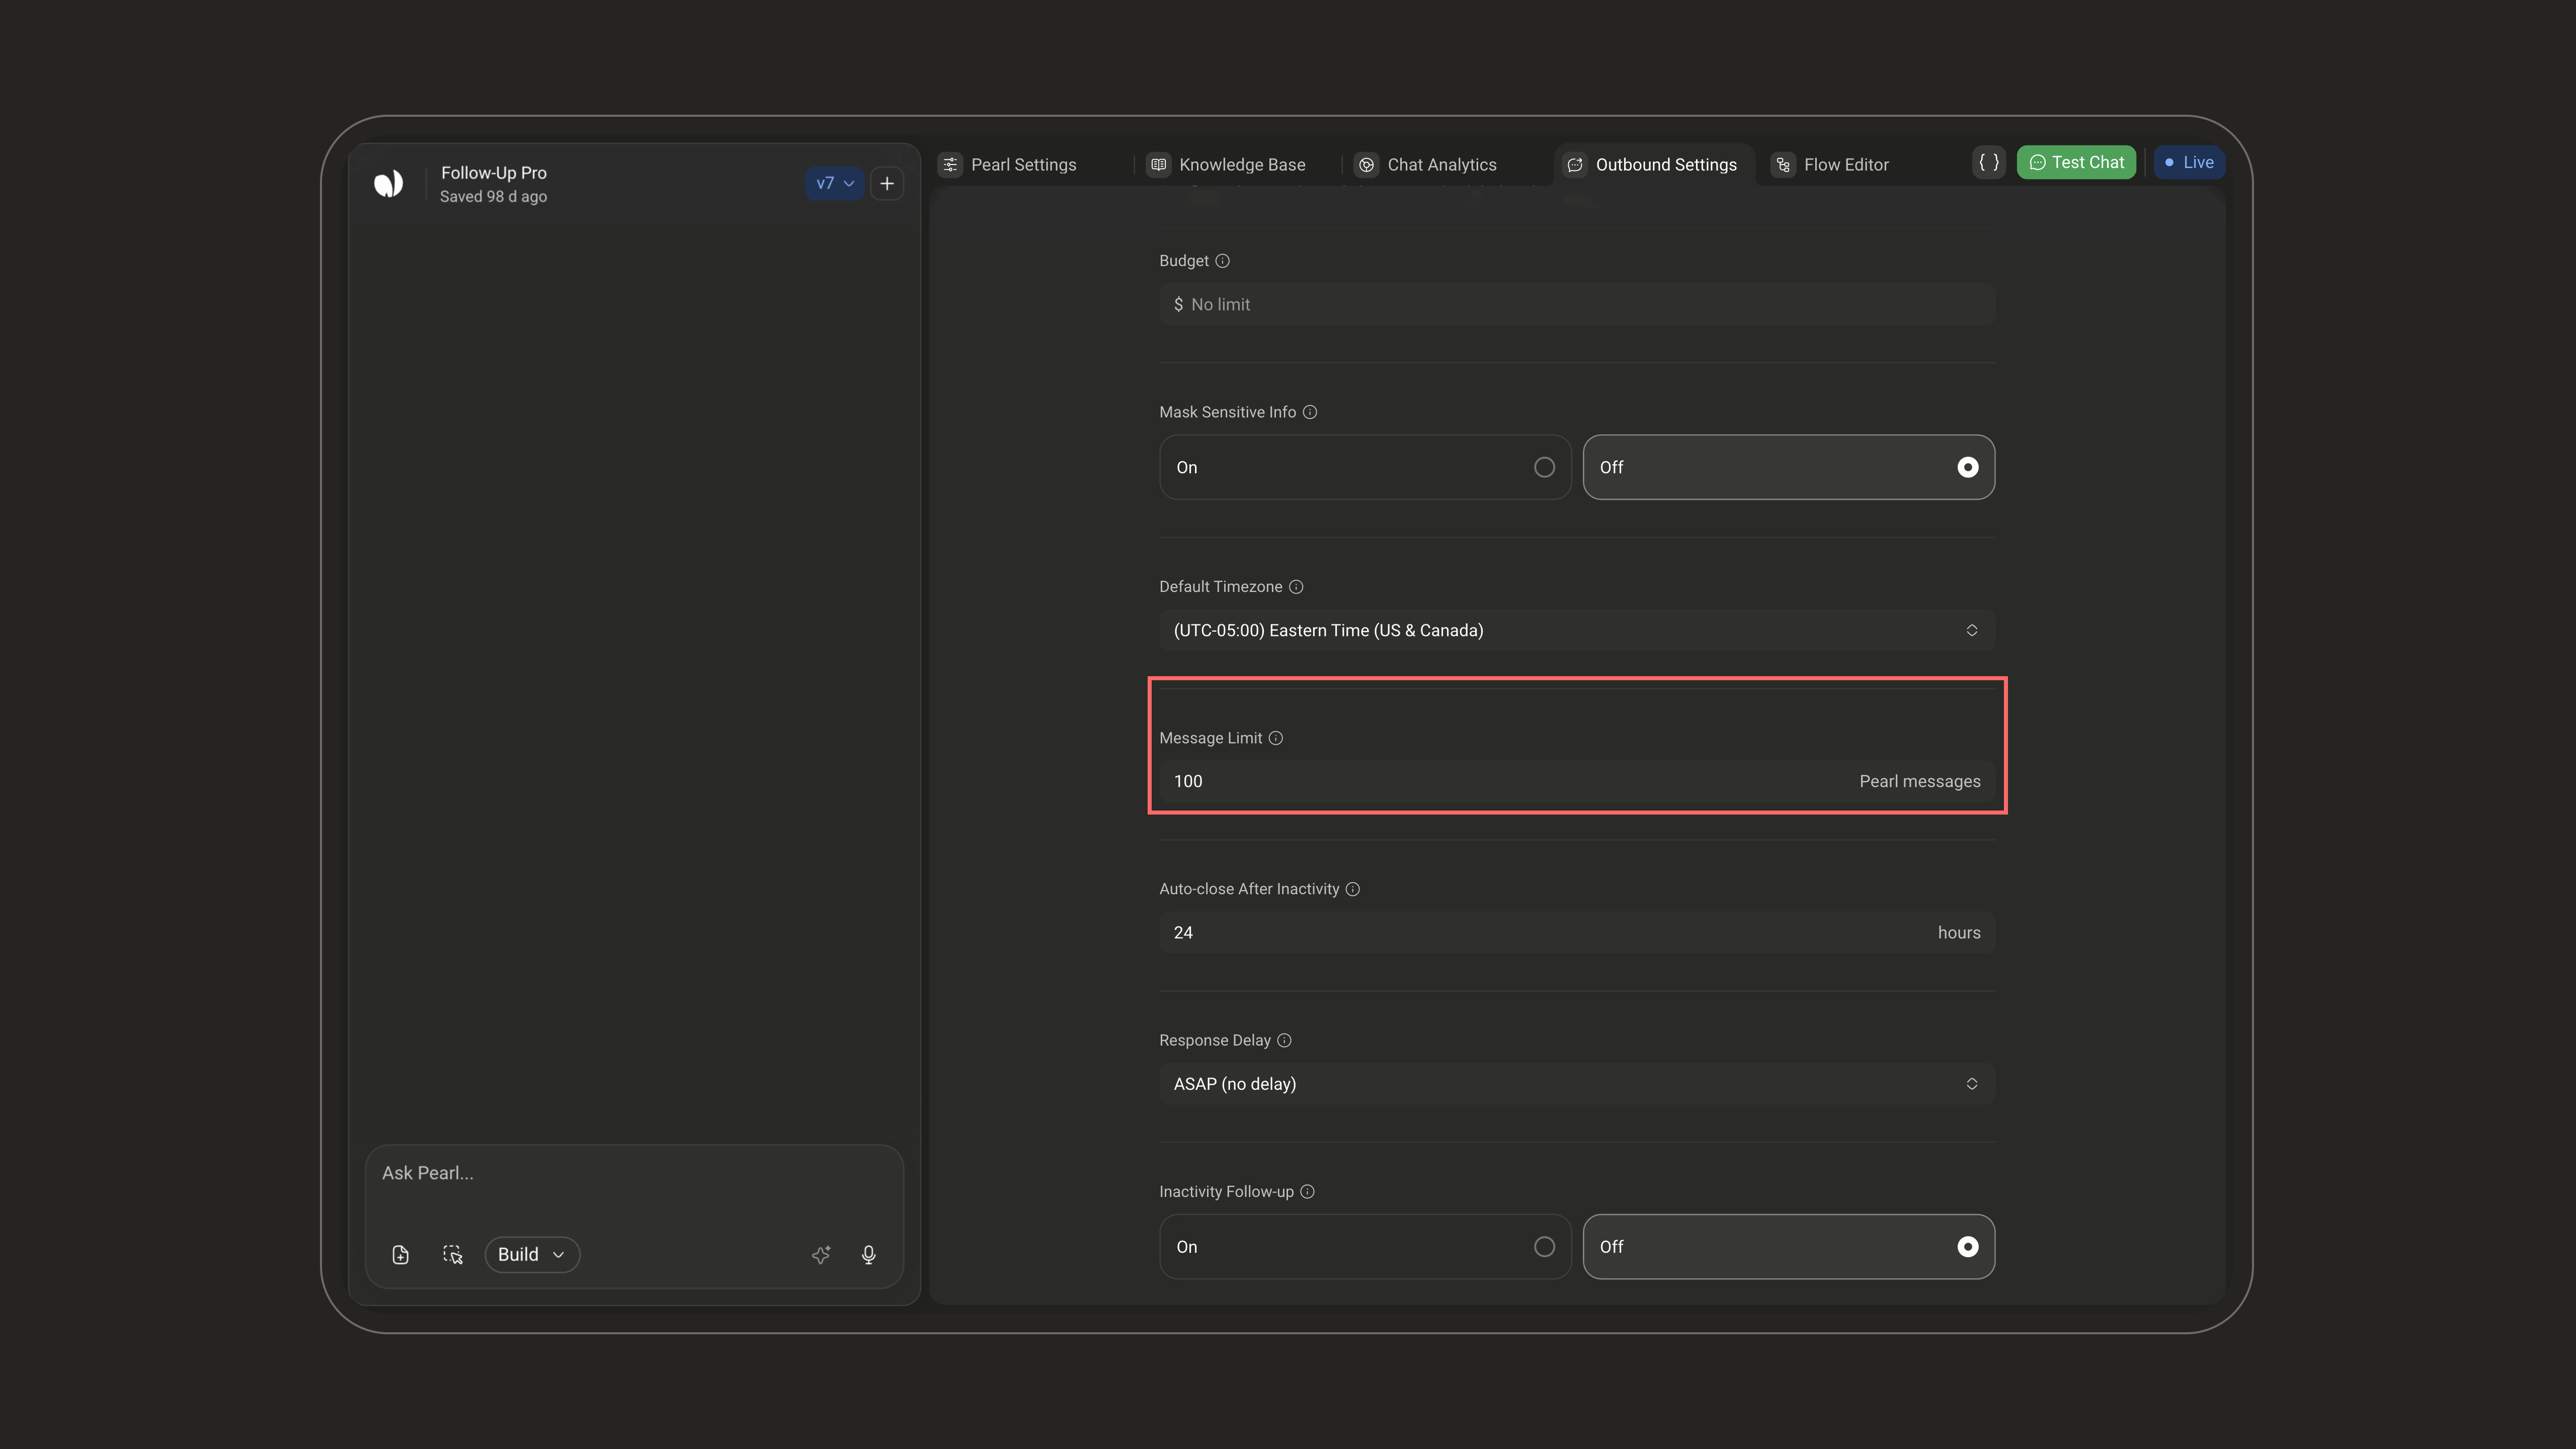 Follow-Up Pro
Saved 98 d ago
v7
Pearl Settings
Knowledge Base
Chat Analytics
Outbound Settings
Flow Editor
{ }
Test Chat
Live
Budget
$ No limit
Mask Sensitive Info
On
Off
Default Timezone
(UTC-05:00) Eastern Time (US & Canada)
Message Limit
100 Pearl messages
Auto-close After Inactivity
24 hours
Response Delay
ASAP (no delay)
Inactivity Follow-up
On
Off
Ask Pearl...
Build